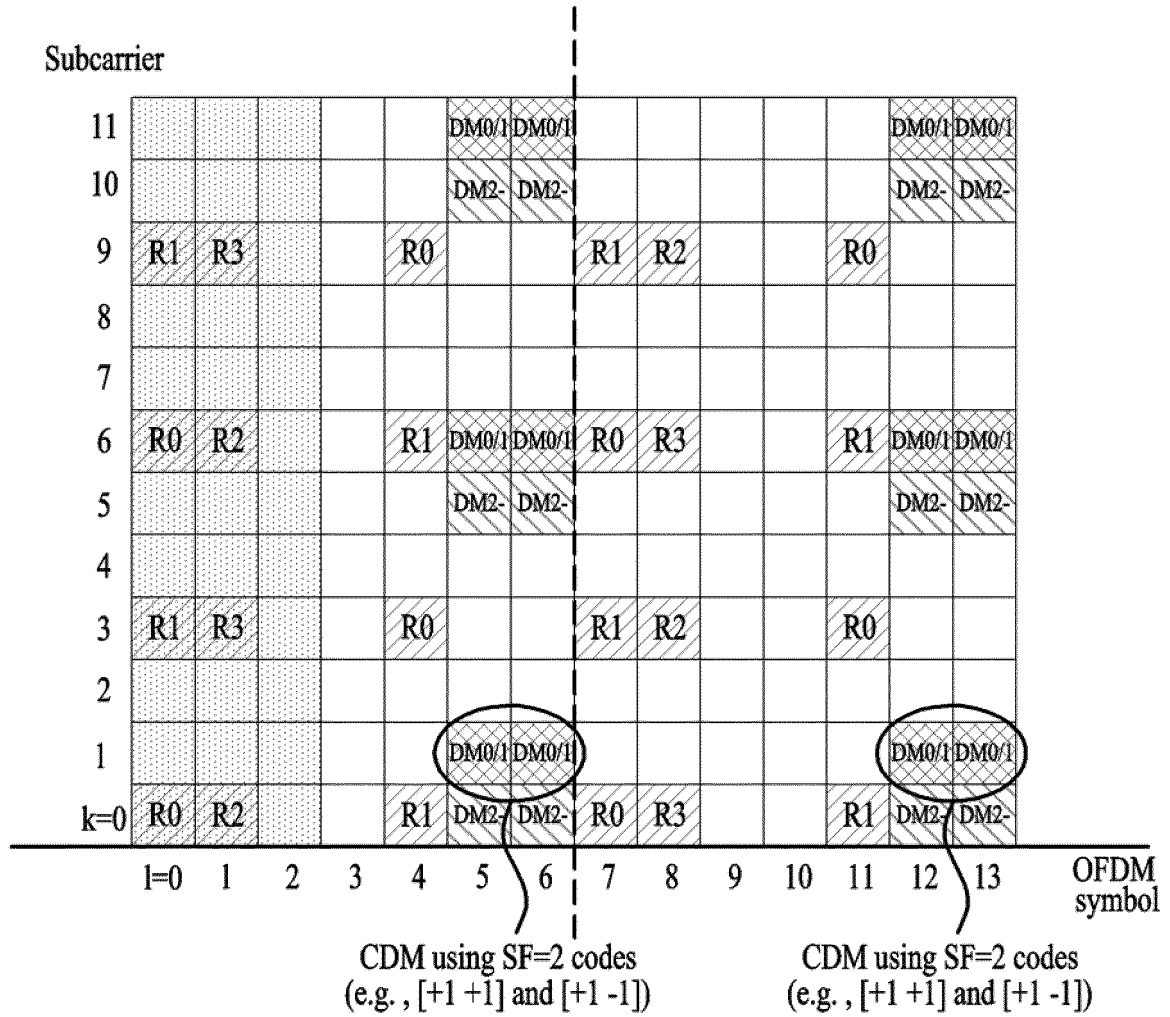 Subcarrier
11 DM0/1 DM0/1 DM0/1 DM0/1
10 DM2- DM2- DM2- DM2-
9 R1 R3 R0 R1 R2 R0
8
7
6 R0 R2 R1 DM0/1 DM0/1 R0 R3 R1 DM0/1 DM0/1
5 DM2- DM2- DM2- DM2-
4
3 R1 R3 R0 R1 R2 R0
2
1 DM0/1 DM0/1 DM0/1 DM0/1
k=0 R0 R2 R1 DM2- DM2- R0 R3 R1 DM2- DM2-
l=0 1 2 3 4 5 6 7 8 9 10 11 12 13 OFDM
symbol
CDM using SF=2 codes CDM using SF=2 codes
(e.g. , [+1 +1] and [+1 -1]) (e.g. , [+1 +1] and [+1 -1])